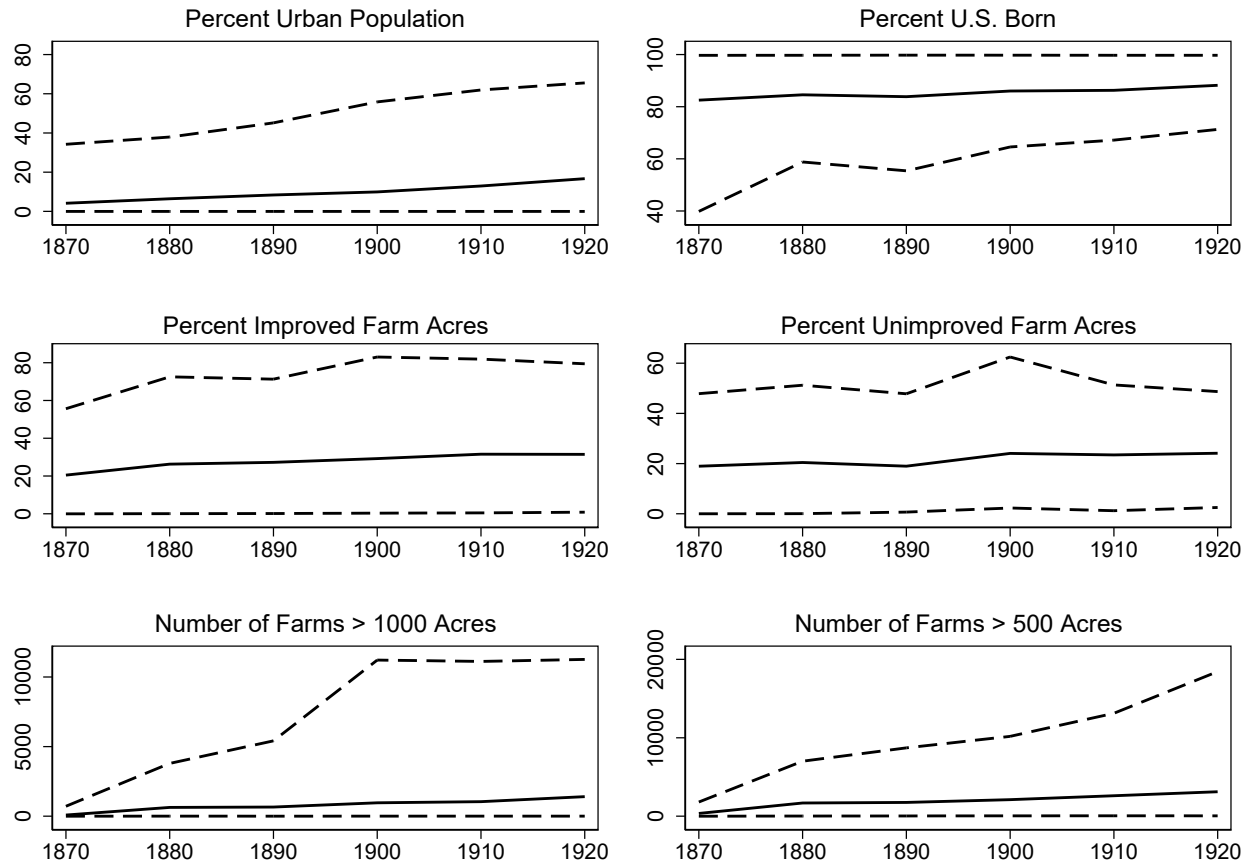 Percent Urban Population
80
60
40
20
0
1870 1880 1890 1900 1910 1920
Percent U.S. Born
100
80
60
40
1870 1880 1890 1900 1910 1920
Percent Improved Farm Acres
80
60
40
20
0
1870 1880 1890 1900 1910 1920
Percent Unimproved Farm Acres
60
40
20
0
1870 1880 1890 1900 1910 1920
Number of Farms > 1000 Acres
10000
5000
0
1870 1880 1890 1900 1910 1920
Number of Farms > 500 Acres
20000
10000
0
1870 1880 1890 1900 1910 1920